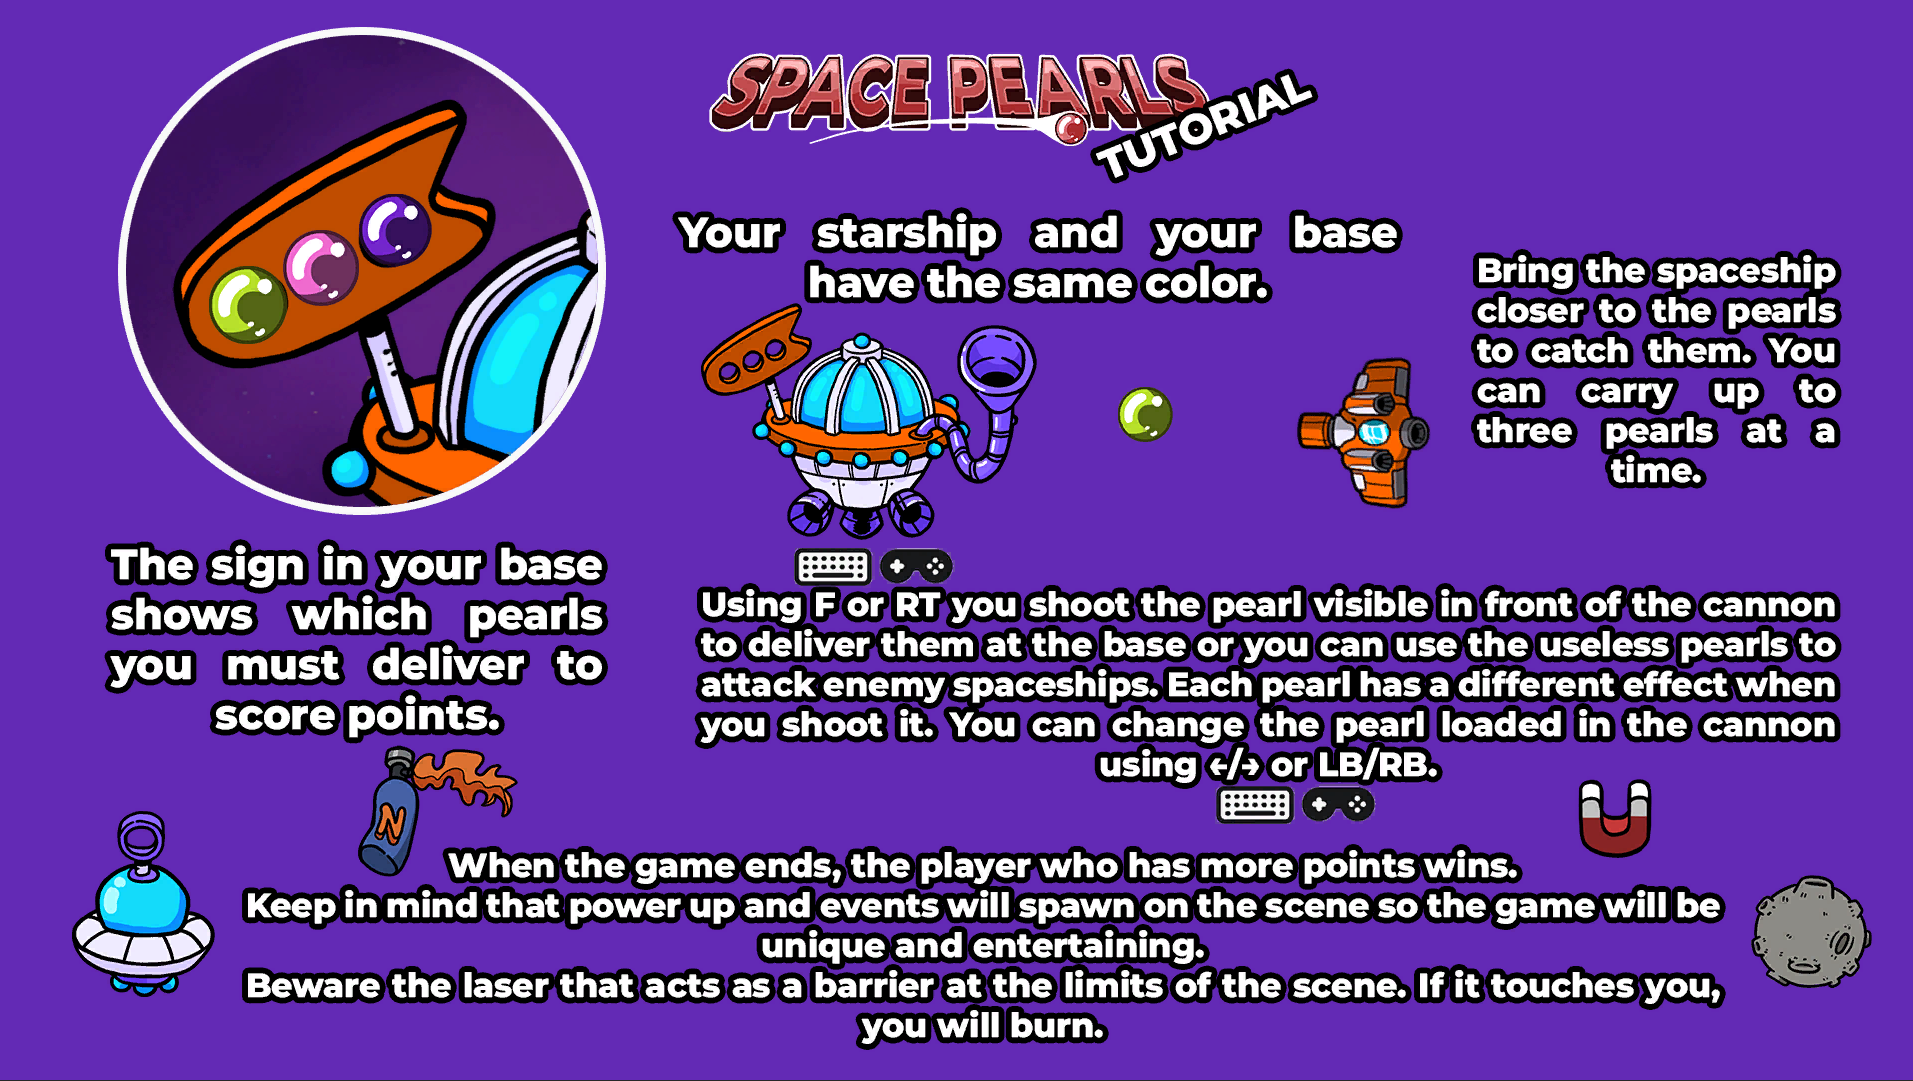 SPACE PEARLS
TUTORIAL
Your starship and your base
have the same color.
Bring the spaceship
closer to the pearls
to catch them. You
can carry up to
three pearls at a
time.
The sign in your base
shows which pearls
you must deliver to
score points.
Using F or RT you shoot the pearl visible in front of the cannon
to deliver them at the base or you can use the useless pearls to
attack enemy spaceships. Each pearl has a different effect when
you shoot it. You can change the pearl loaded in the cannon
using ←/→ or LB/RB.
N
When the game ends, the player who has more points wins.
Keep in mind that power up and events will spawn on the scene so the game will be
unique and entertaining.
Beware the laser that acts as a barrier at the limits of the scene. If it touches you,
you will burn.